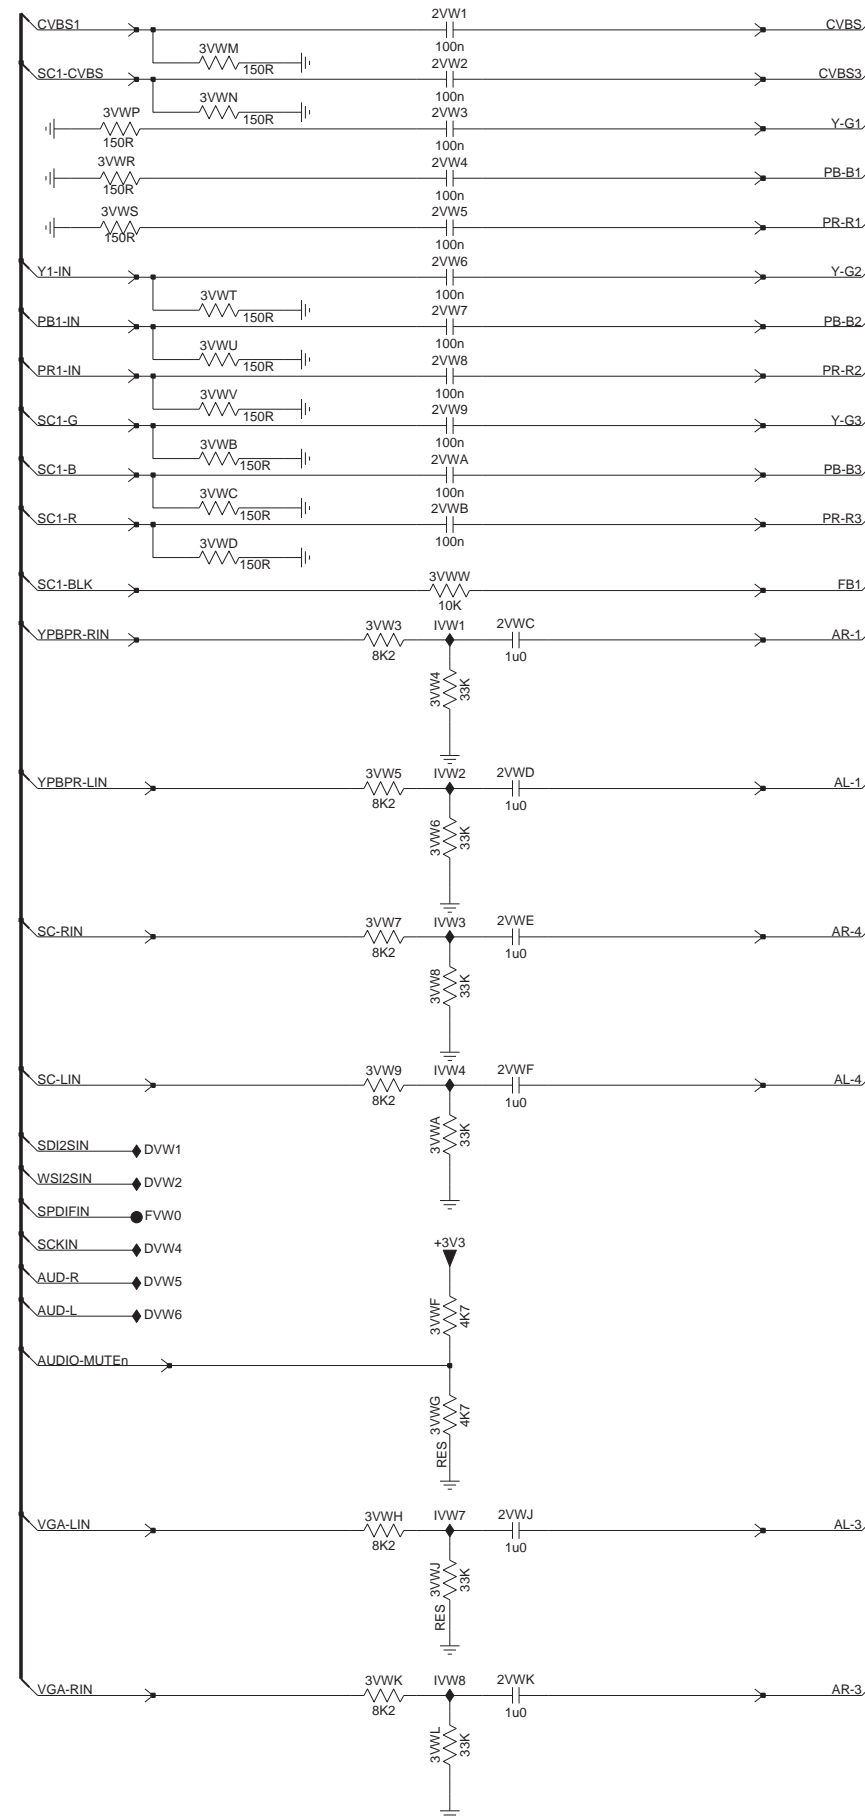 CVBS1 2VW1 CVBS
100n
3VWM
150R
SC1-CVBS 2VW2 CVBS3
100n
3VWN
150R
3VWP 2VW3 Y-G1
150R 100n
3VWR 2VW4 PB-B1
150R 100n
3VWS 2VW5 PR-R1
150R 100n
Y1-IN 2VW6 Y-G2
100n
3VWT
150R
PB1-IN 2VW7 PB-B2
100n
3VWU
150R
PR1-IN 2VW8 PR-R2
100n
3VWV
150R
SC1-G 2VW9 Y-G3
100n
3VWB
150R
SC1-B 2VWA PB-B3
100n
3VWC
150R
SC1-R 2VWB PR-R3
100n
3VWD
150R
SC1-BLK 3VWW FB1
10K
YPBPR-RIN 3VW3 IVW1 2VWC AR-1
8K2 1u0
3VW4 33K
YPBPR-LIN 3VW5 IVW2 2VWD AL-1
8K2 1u0
3VW6 33K
SC-RIN 3VW7 IVW3 2VWE AR-4
8K2 1u0
3VW8 33K
SC-LIN 3VW9 IVW4 2VWF AL-4
8K2 1u0
3VWA 33K
SDI2SIN DVW1
WSI2SIN DVW2
SPDIFIN FVW0
SCKIN DVW4
AUD-R DVW5
AUD-L DVW6
+3V3
3VWF 4K7
AUDIO-MUTEn
3VWG 4K7
RES
VGA-LIN 3VWH IVW7 2VWJ AL-3
8K2 1u0
3VWJ 33K
RES
VGA-RIN 3VWK IVW8 2VWK AR-3
8K2 1u0
3VWL 33K